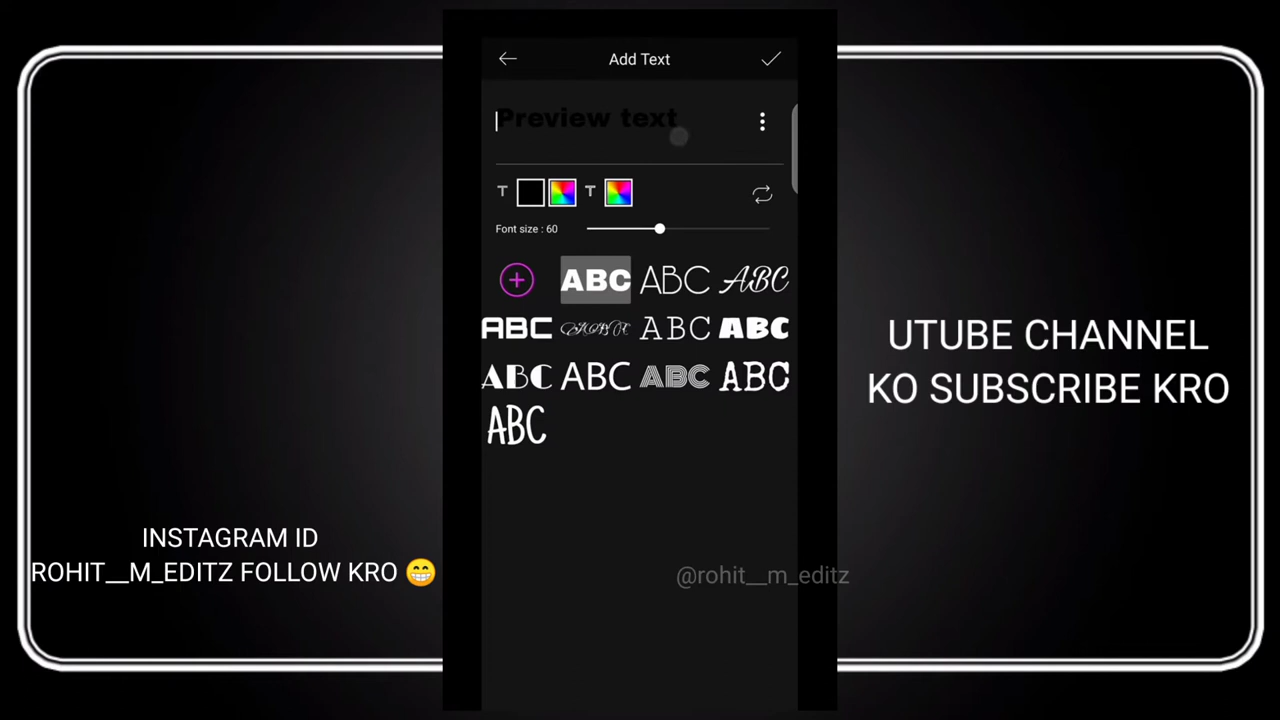 Add Text
Preview text
T T
Font size : 60
ABC ABC ABC
ABC ABC ABC
ABC ABC ABC ABC
ABC
UTUBE CHANNEL
KO SUBSCRIBE KRO
INSTAGRAM ID
ROHIT__M_EDITZ FOLLOW KRO 😁
@rohit__m_editz